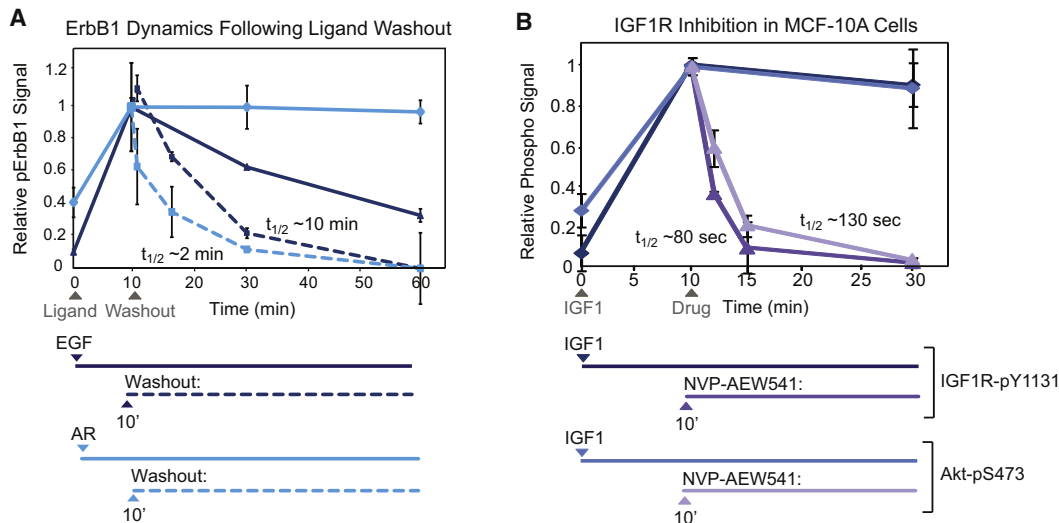 A
ErbB1 Dynamics Following Ligand Washout
Relative pErbB1 Signal
1.2
1
0.8
0.6
0.4
0.2
0
t1/2 ~10 min
t1/2 ~2 min
0 10 20 30 40 50 60
Time (min)
Ligand Washout
EGF
Washout:
10'
AR
Washout:
10'
B
IGF1R Inhibition in MCF-10A Cells
Relative Phospho Signal
1
0.8
0.6
0.4
0.2
0
t1/2 ~130 sec
t1/2 ~80 sec
0 5 10 15 20 25 30
Time (min)
IGF1 Drug
IGF1
NVP-AEW541:
10'
IGF1R-pY1131
IGF1
NVP-AEW541:
10'
Akt-pS473